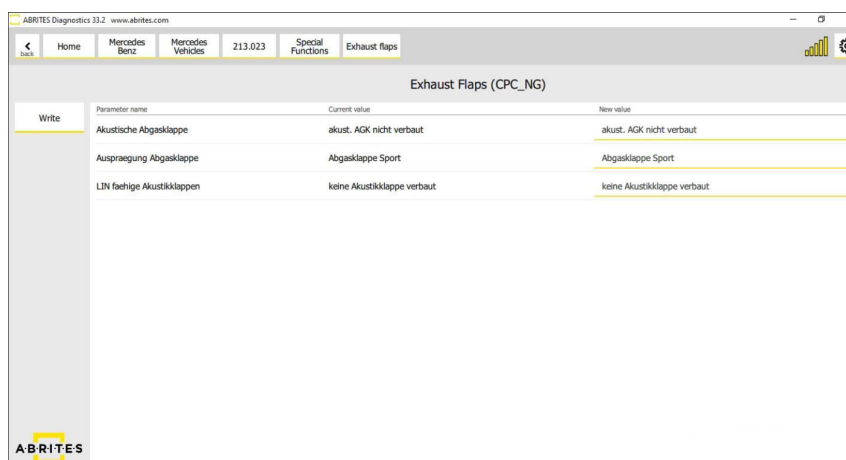 ABRITES Diagnostics 33.2 www.abrites.com
back
Home
Mercedes
Benz
Mercedes
Vehicles
213.023
Special
Functions
Exhaust flaps
Exhaust Flaps (CPC_NG)
Write
Parameter name Current value New value
Akustische Abgasklappe akust. AGK nicht verbaut akust. AGK nicht verbaut
Auspraegung Abgasklappe Abgasklappe Sport Abgasklappe Sport
LIN faehige Akustikklappen keine Akustikklappe verbaut keine Akustikklappe verbaut
A·B·R·I·T·E·S